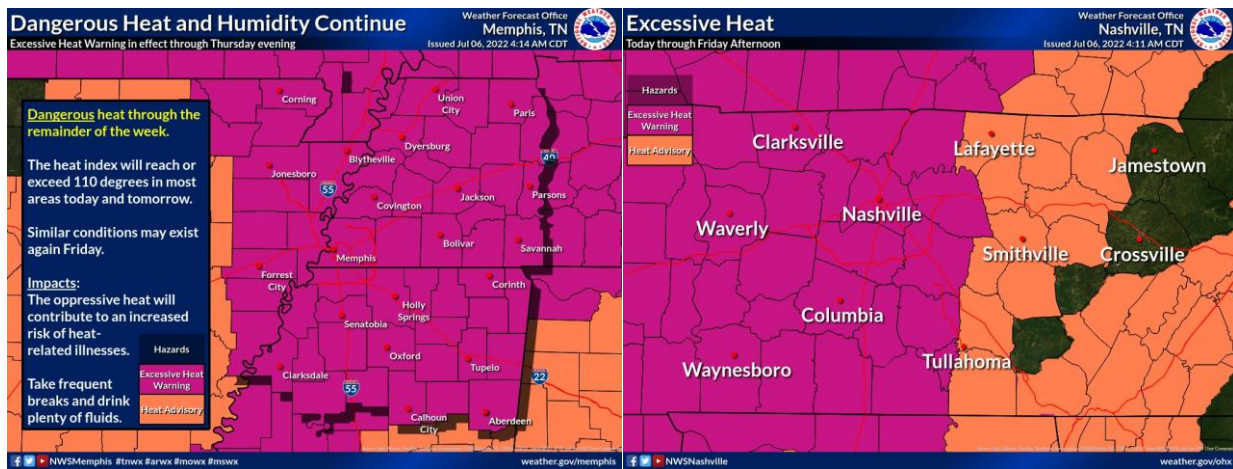 Dangerous Heat and Humidity Continue
Excessive Heat Warning in effect through Thursday evening
Weather Forecast Office
Memphis, TN
Issued Jul 06, 2022 4:14 AM CDT
Dangerous heat through the
remainder of the week.
The heat index will reach or
exceed 110 degrees in most
areas today and tomorrow.
Similar conditions may exist
again Friday.
Impacts:
The oppressive heat will
contribute to an increased
risk of heat-
related illnesses.
Take frequent
breaks and drink
plenty of fluids.
Hazards
Excessive Heat
Warning
Heat Advisory
Corning
Union
City
Paris
Dyersburg
Blytheville
Jonesboro
40
55
Covington
Jackson
Parsons
Bolivar
Savannah
Memphis
Forrest
City
Corinth
Holly
Springs
Senatobia
Oxford
Tupelo
Clarksdale
55
22
Calhoun
City
Aberdeen
NWSMemphis #tnwx #arwx #mowx #mswx
weather.gov/memphis
Excessive Heat
Today through Friday Afternoon
Weather Forecast Office
Nashville, TN
Issued Jul 06, 2022 4:11 AM CDT
Hazards
Excessive Heat
Warning
Heat Advisory
Clarksville
Lafayette
Jamestown
Waverly
Nashville
Smithville
Crossville
Columbia
Waynesboro
Tullahoma
NWSNashville
weather.gov/ohx